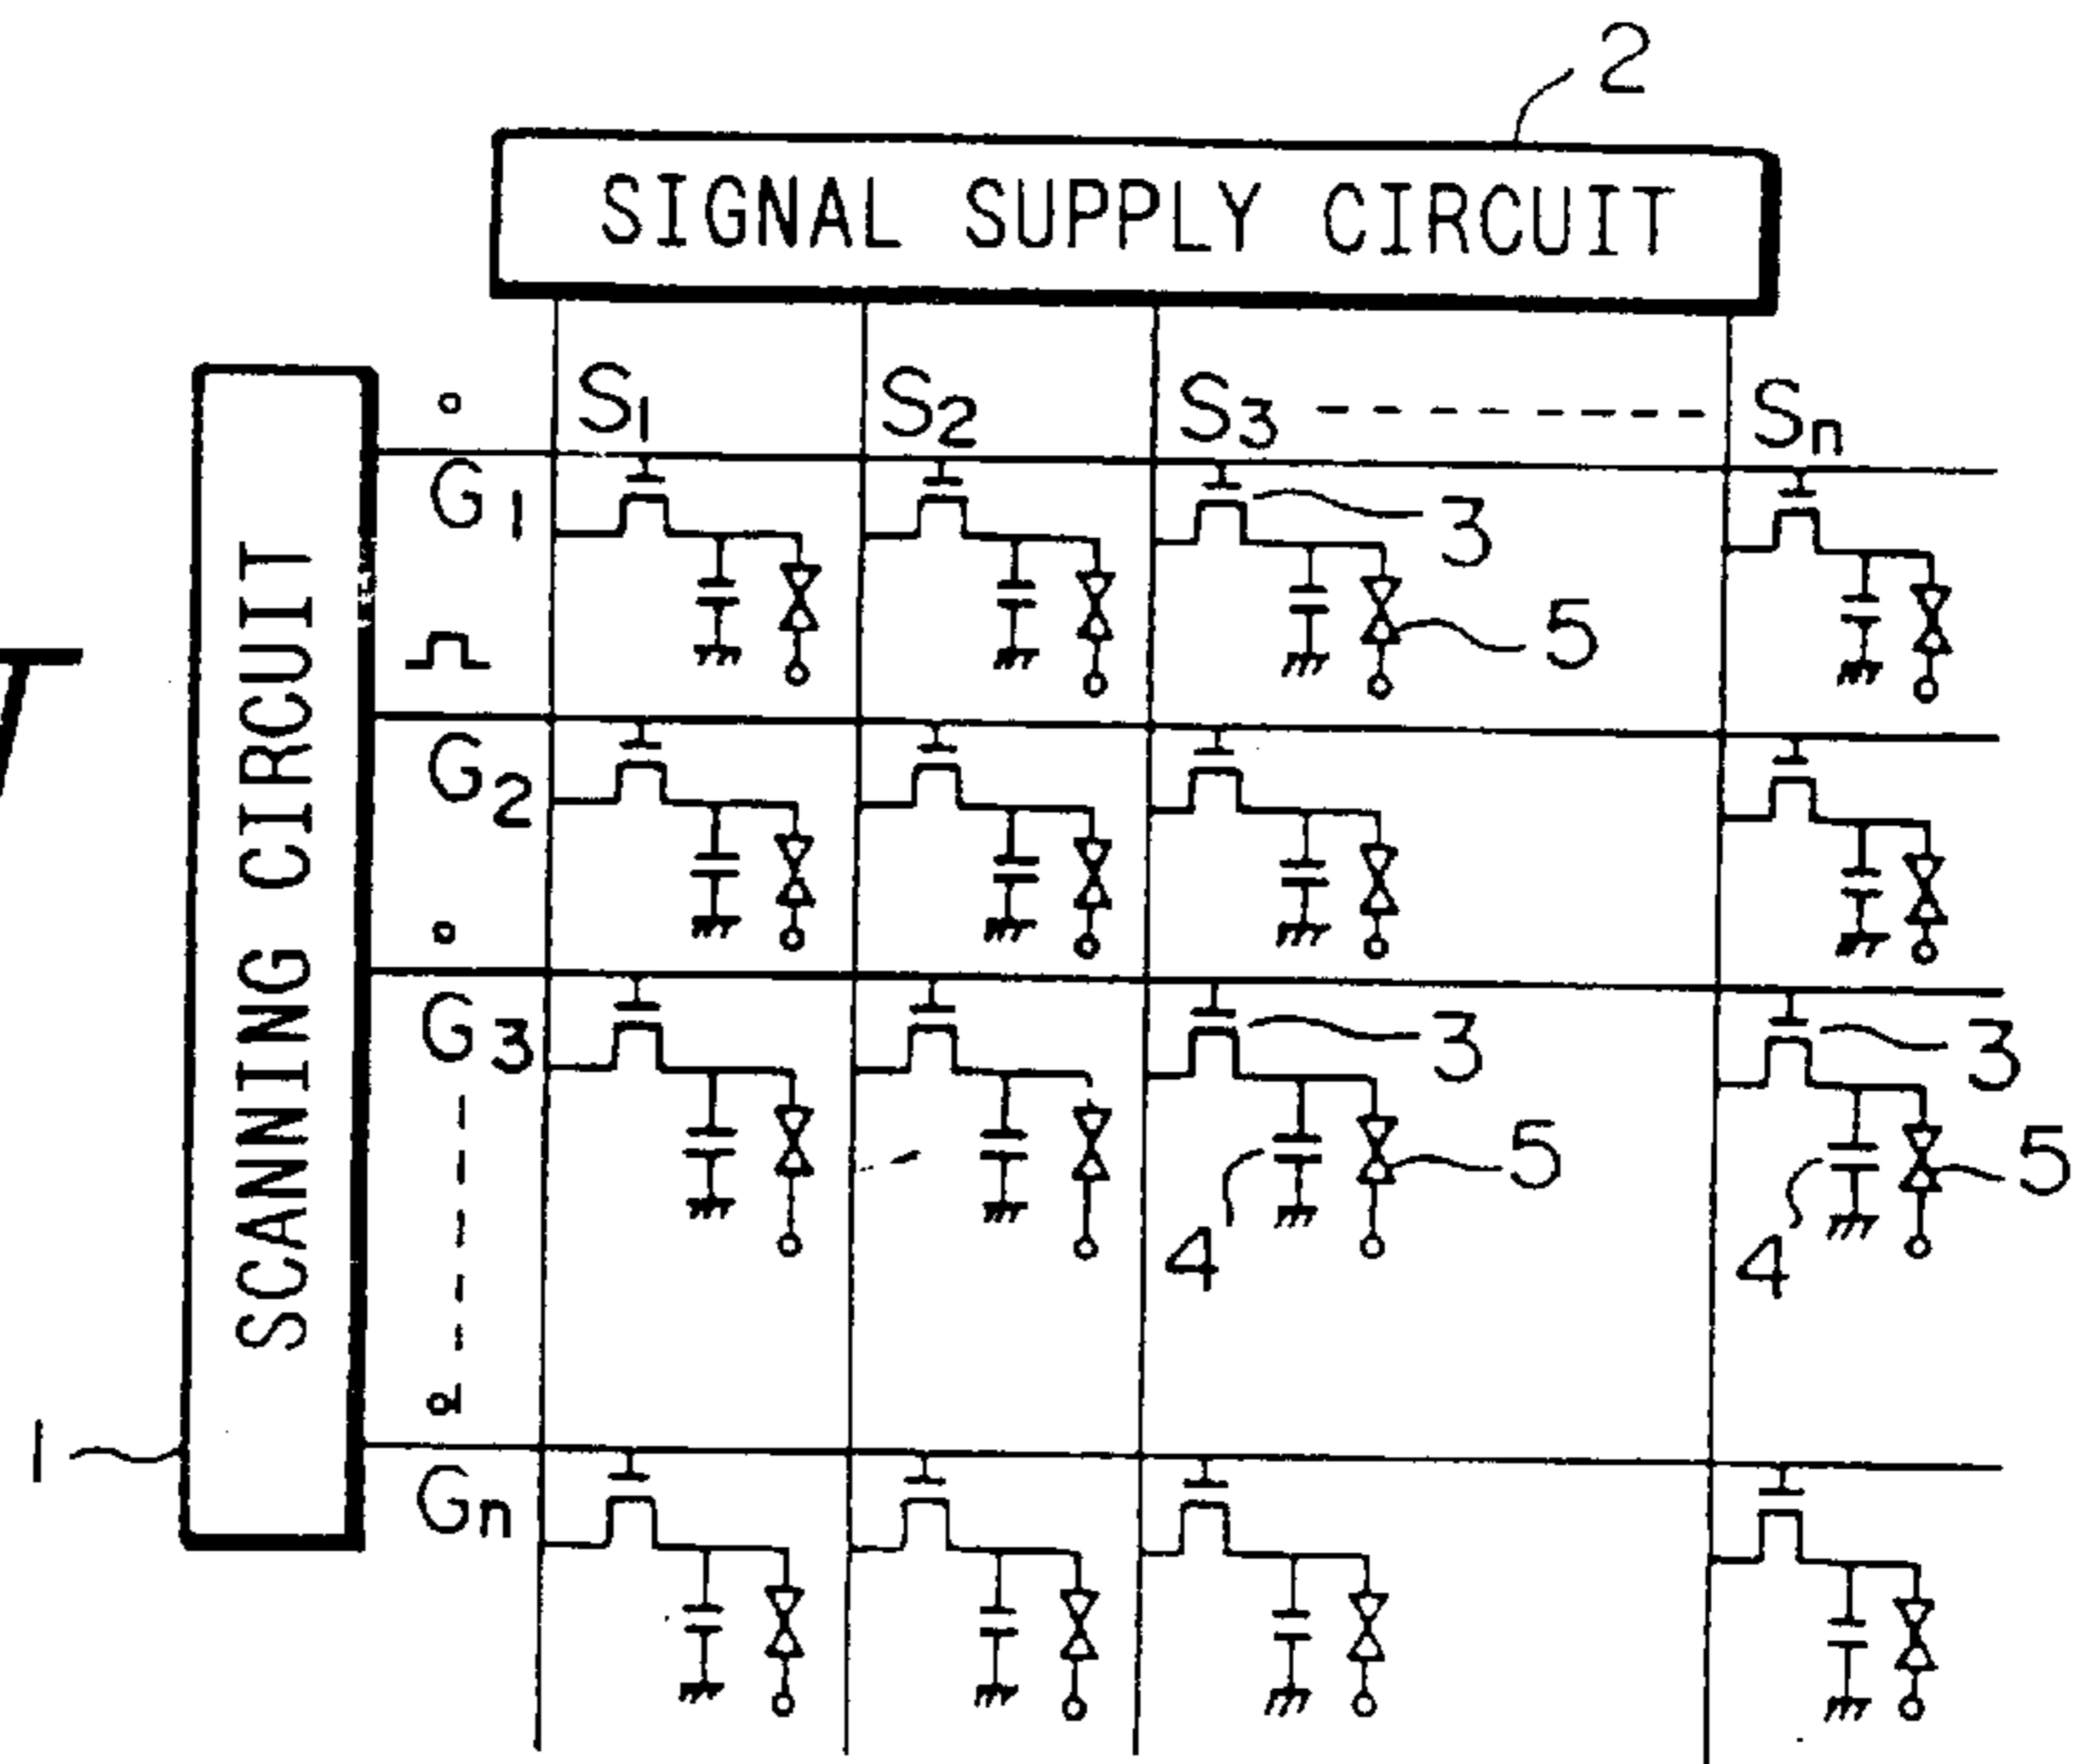 2
SIGNAL SUPPLY CIRCUIT
S1 S2 S3 Sn
SCANNING CIRCUIT
G1
3
5
G2
G3
3
3
5
5
4
4
1
Gn